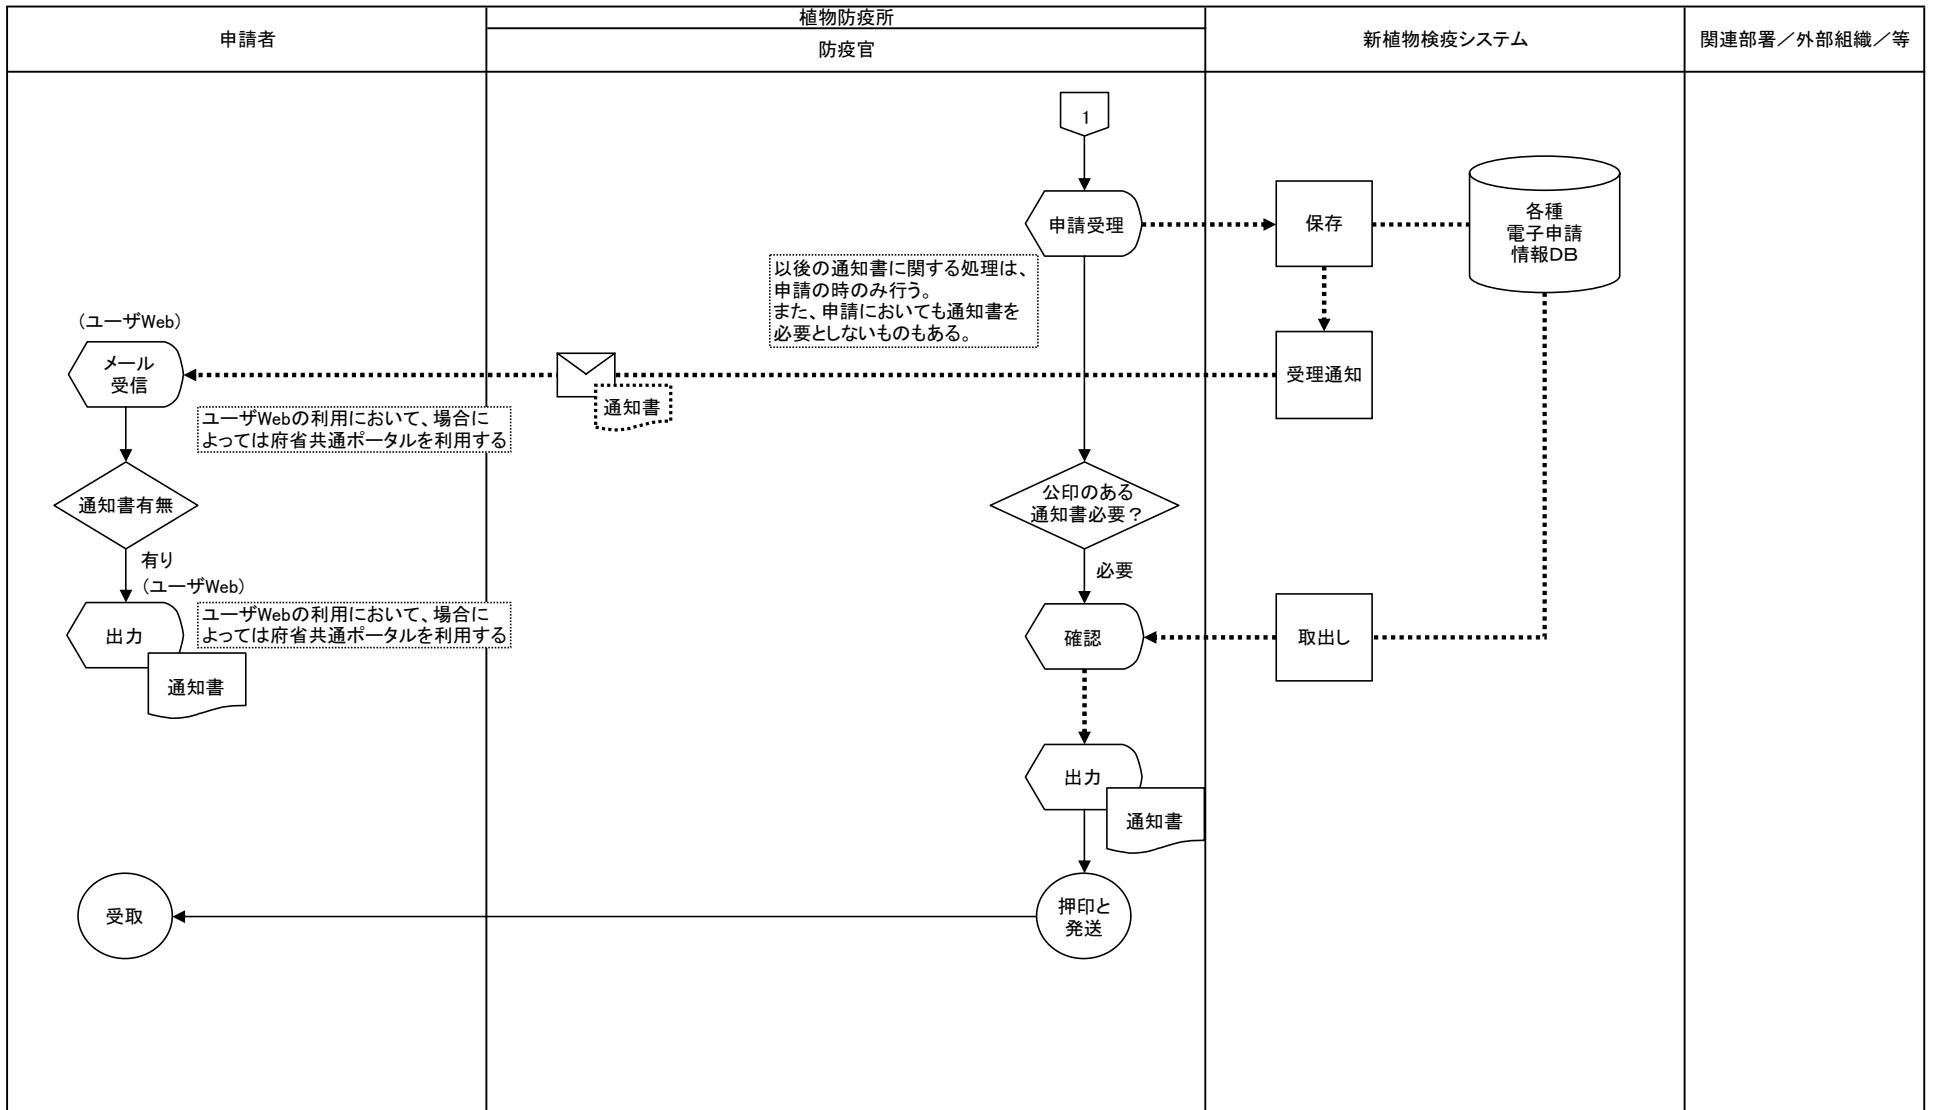 申請者
植物防疫所
防疫官
新植物検疫システム
関連部署／外部組織／等
1
申請受理
保存
各種
電子申請
情報DB
以後の通知書に関する処理は、
申請の時のみ行う。
また、申請においても通知書を
必要としないものもある。
(ユーザWeb)
メール
受信
通知書
受理通知
ユーザWebの利用において、場合に
よっては府省共通ポータルを利用する
通知書有無
公印のある
通知書必要？
有り
必要
(ユーザWeb)
出力
ユーザWebの利用において、場合に
よっては府省共通ポータルを利用する
通知書
確認
取出し
出力
通知書
受取
押印と
発送